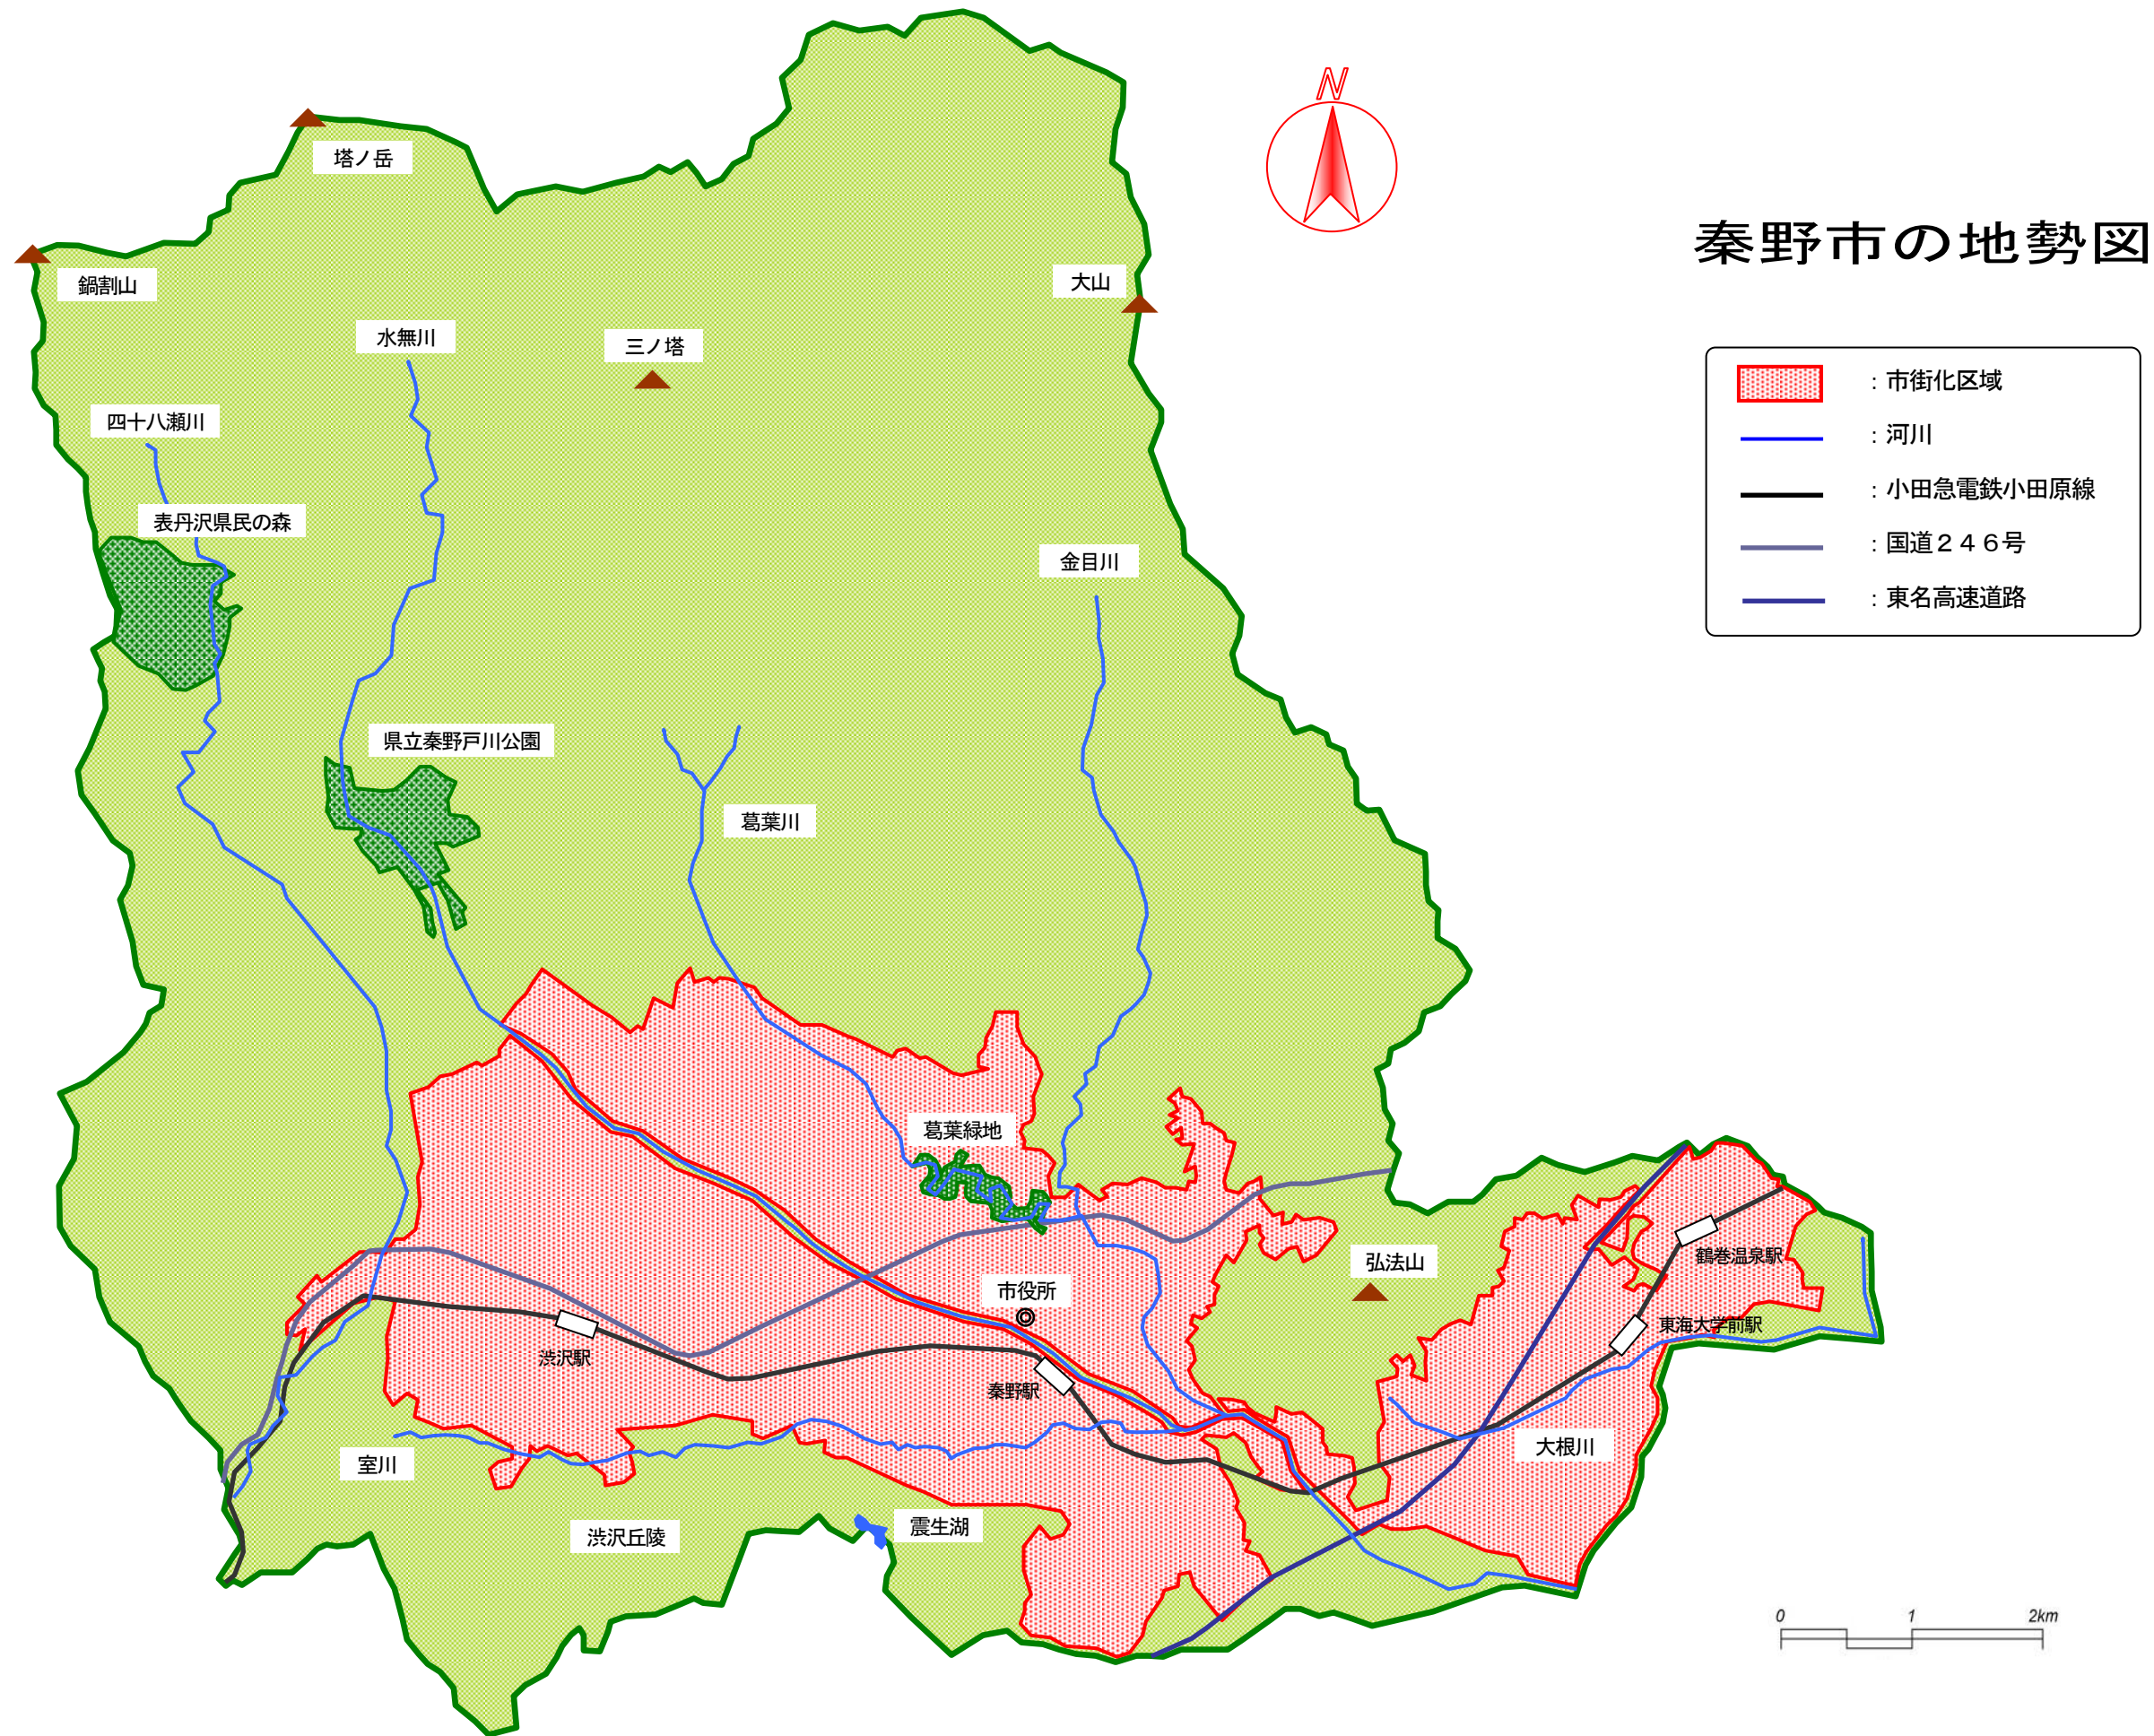 N
秦野市の地勢図
：市街化区域
：河川
：小田急電鉄小田原線
：国道２４６号
：東名高速道路
塔ノ岳
鍋割山
大山
水無川
三ノ塔
四十八瀬川
表丹沢県民の森
金目川
県立秦野戸川公園
葛葉川
葛葉緑地
弘法山
市役所
鶴巻温泉駅
東海大学前駅
渋沢駅
秦野駅
大根川
室川
震生湖
渋沢丘陵
0 1 2km